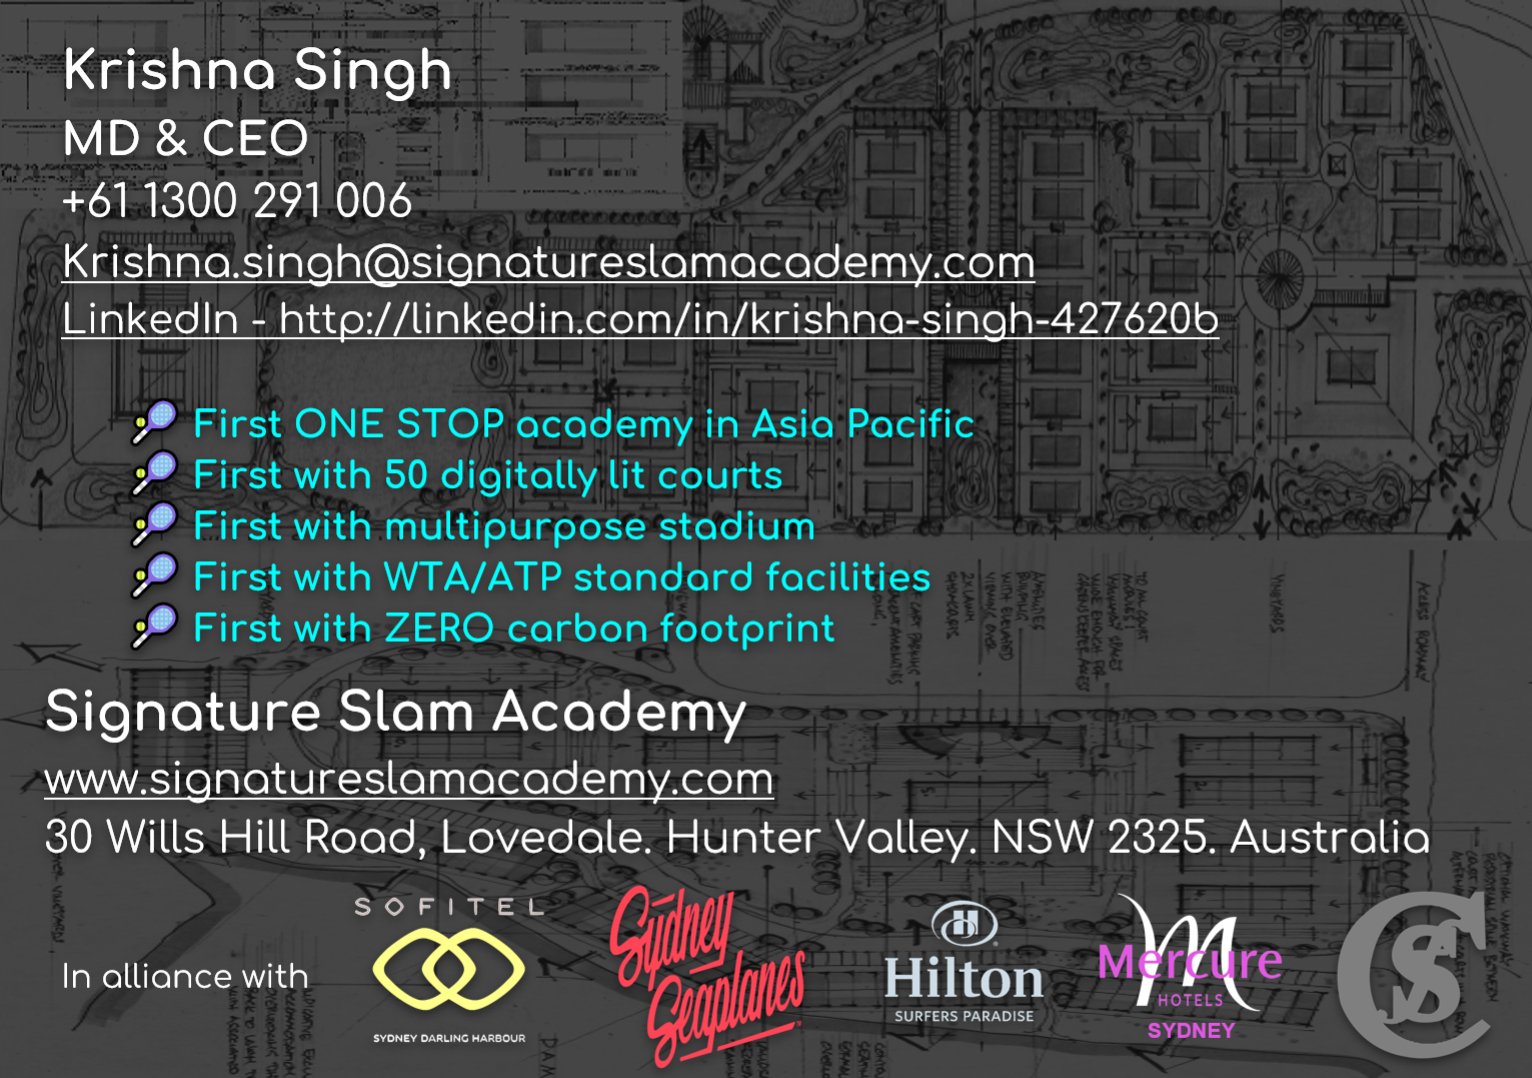 Krishna Singh
MD & CEO
+61 1300 291 006
Krishna.singh@signatureslamacademy.com
LinkedIn - http://linkedin.com/in/krishna-singh-427620b
First ONE STOP academy in Asia Pacific
First with 50 digitally lit courts
First with multipurpose stadium
First with WTA/ATP standard facilities
First with ZERO carbon footprint
VINEYARDS
ACCESS ROADWAY
Signature Slam Academy
www.signatureslamacademy.com
30 Wills Hill Road, Lovedale. Hunter Valley. NSW 2325. Australia
In alliance with
SOFITEL
SYDNEY DARLING HARBOUR
Sydney
Seaplanes
Hilton
SURFERS PARADISE
Mercure
HOTELS
SYDNEY